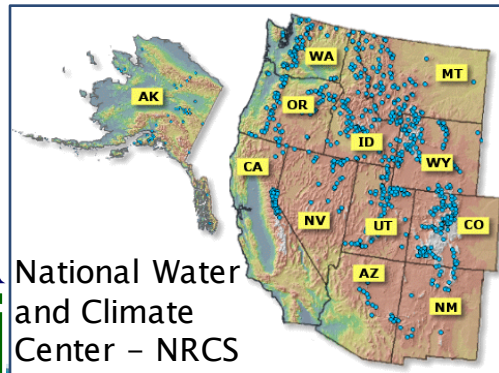 WA
MT
AK
OR
ID
WY
CA
NV
UT
CO
AZ
NM
National Water
and Climate
Center – NRCS